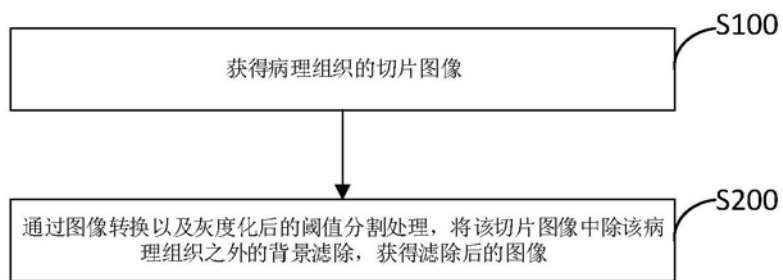 S100
获得病理组织的切片图像
S200
通过图像转换以及灰度化后的阈值分割处理，将该切片图像中除该病
理组织之外的背景滤除，获得滤除后的图像